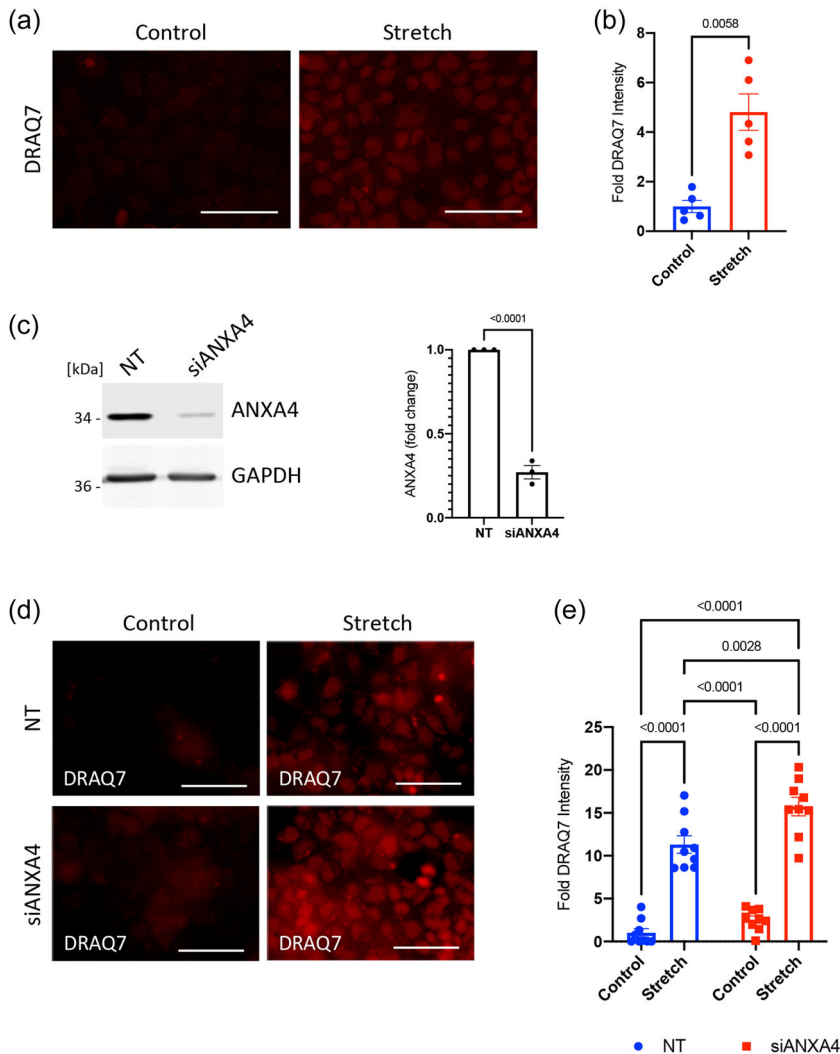 (a)
Control
Stretch
DRAQ7
(b)
0.0058
8
6
4
2
0
Fold DRAQ7 Intensity
Control
Stretch
(c)
NT
siANXA4
[kDa]
34 -
ANXA4
36 -
GAPDH
<0.0001
1.0
0.5
0.0
ANXA4 (fold change)
NT
siANXA4
(d)
Control
Stretch
NT
DRAQ7
DRAQ7
siANXA4
DRAQ7
DRAQ7
(e)
<0.0001
0.0028
<0.0001
<0.0001
<0.0001
25
20
15
10
5
0
Fold DRAQ7 Intensity
Control
Stretch
Control
Stretch
NT
siANXA4